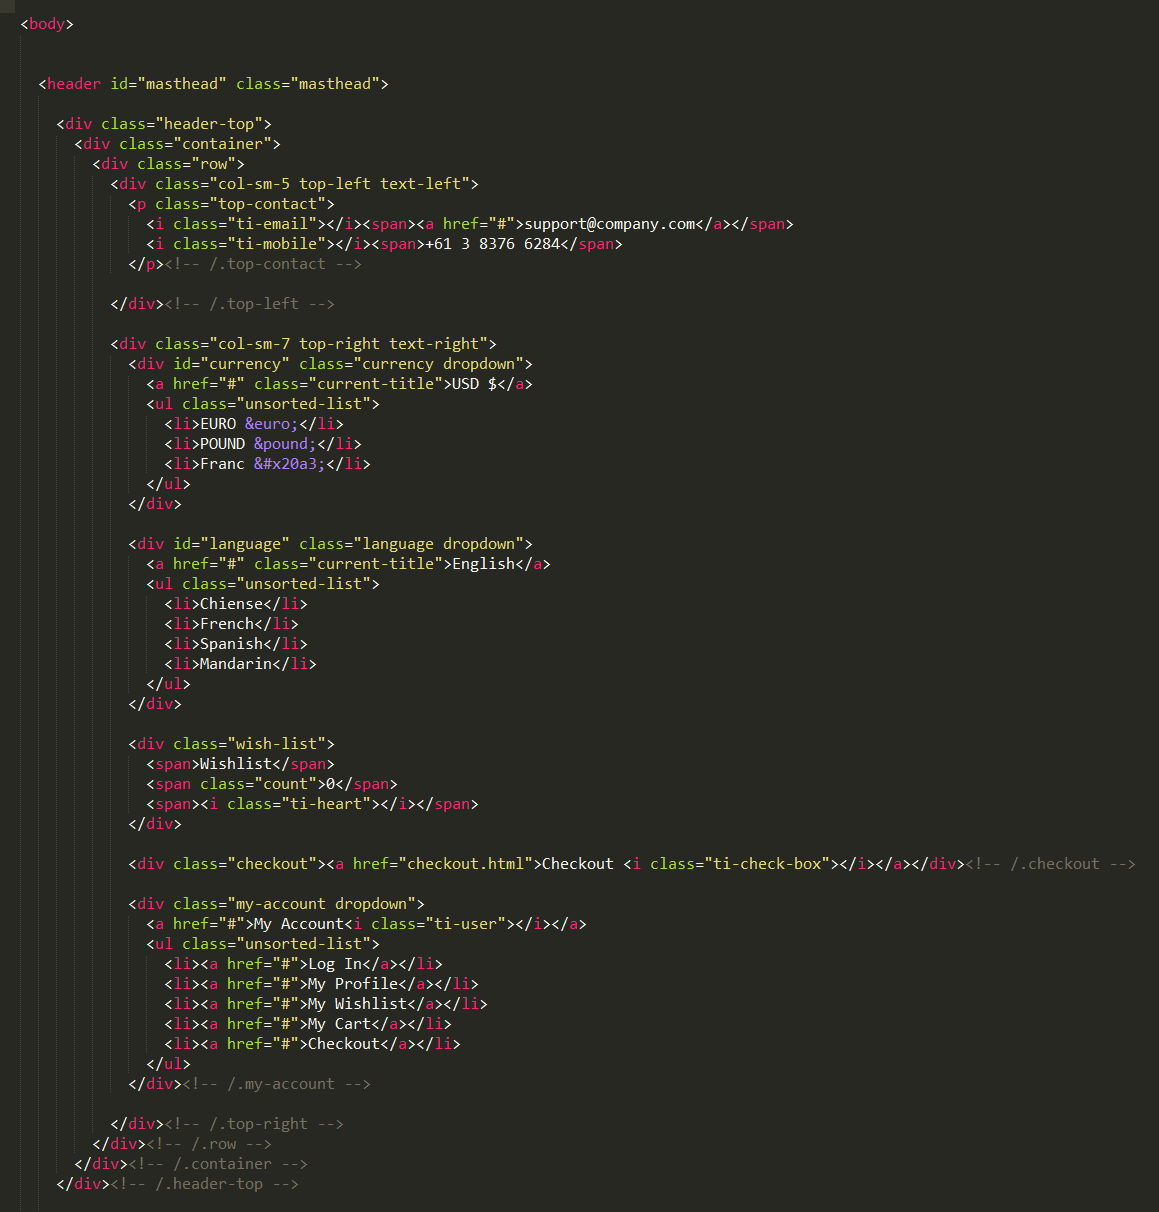 <body>
<header id="masthead" class="masthead">
<div class="header-top">
<div class="container">
<div class="row">
<div class="col-sm-5 top-left text-left">
<p class="top-contact">
<i class="ti-email"></i><span><a href="#">support@company.com</a></span>
<i class="ti-mobile"></i><span>+61 3 8376 6284</span>
</p><!-- /.top-contact -->
</div><!-- /.top-left -->
<div class="col-sm-7 top-right text-right">
<div id="currency" class="currency dropdown">
<a href="#" class="current-title">USD $</a>
<ul class="unsorted-list">
<li>EURO &euro;</li>
<li>POUND &pound;</li>
<li>Franc &#x20a3;</li>
</ul>
</div>
<div id="language" class="language dropdown">
<a href="#" class="current-title">English</a>
<ul class="unsorted-list">
<li>Chiense</li>
<li>French</li>
<li>Spanish</li>
<li>Mandarin</li>
</ul>
</div>
<div class="wish-list">
<span>Wishlist</span>
<span class="count">0</span>
<span><i class="ti-heart"></i></span>
</div>
<div class="checkout"><a href="checkout.html">Checkout <i class="ti-check-box"></i></a></div><!-- /.checkout -->
<div class="my-account dropdown">
<a href="#">My Account<i class="ti-user"></i></a>
<ul class="unsorted-list">
<li><a href="#">Log In</a></li>
<li><a href="#">My Profile</a></li>
<li><a href="#">My Wishlist</a></li>
<li><a href="#">My Cart</a></li>
<li><a href="#">Checkout</a></li>
</ul>
</div><!-- /.my-account -->
</div><!-- /.top-right -->
</div><!-- /.row -->
</div><!-- /.container -->
</div><!-- /.header-top -->